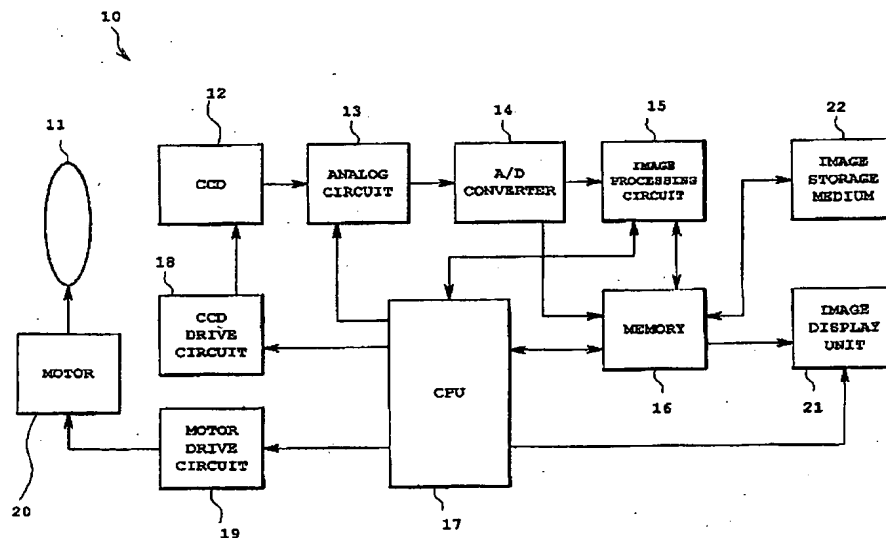 10
11
12
13
14
15
22
CCD
ANALOG
CIRCUIT
A/D
CONVERTER
IMAGE
PROCESSING
CIRCUIT
IMAGE
STORAGE
MEDIUM
18
CCD
DRIVE
CIRCUIT
MOTOR
CPU
MEMORY
IMAGE
DISPLAY
UNIT
16
21
MOTOR
DRIVE
CIRCUIT
20
19
17